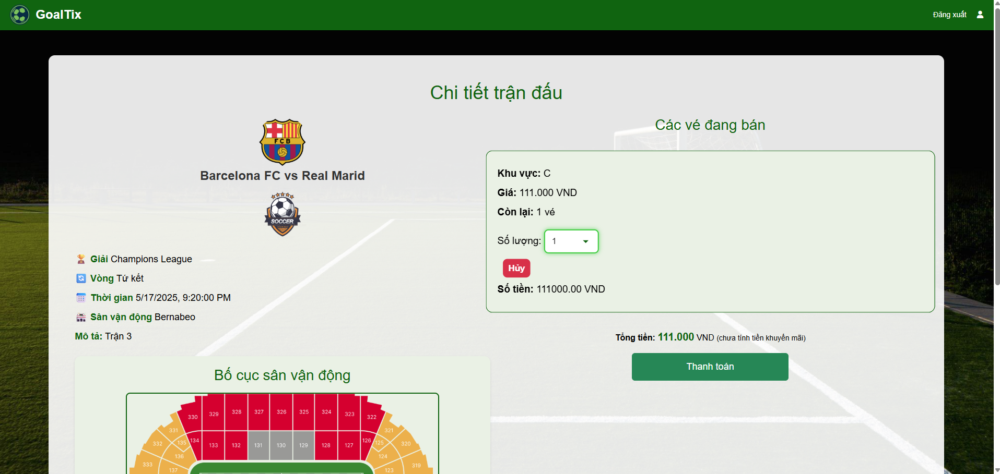 GoalTix
Đăng xuất
Chi tiết trận đấu
FCB
Barcelona FC vs Real Marid
SOCCER
Giải Champions League
Vòng Tứ kết
Thời gian 5/17/2025, 9:20:00 PM
Sân vận động Bernabeo
Mô tả: Trận 3
Các vé đang bán
Khu vực: C
Giá: 111.000 VND
Còn lại: 1 vé
Số lượng: 1
Hủy
Số tiền: 111000.00 VND
Tổng tiền: 111.000 VND (chưa tính tiền khuyến mãi)
Thanh toán
Bố cục sân vận động
330 329 328 327 326 325 324 323 322
331 321
332 135 134 133 132 131 130 129 128 127 126 125 320
136 124
333 319
137 123